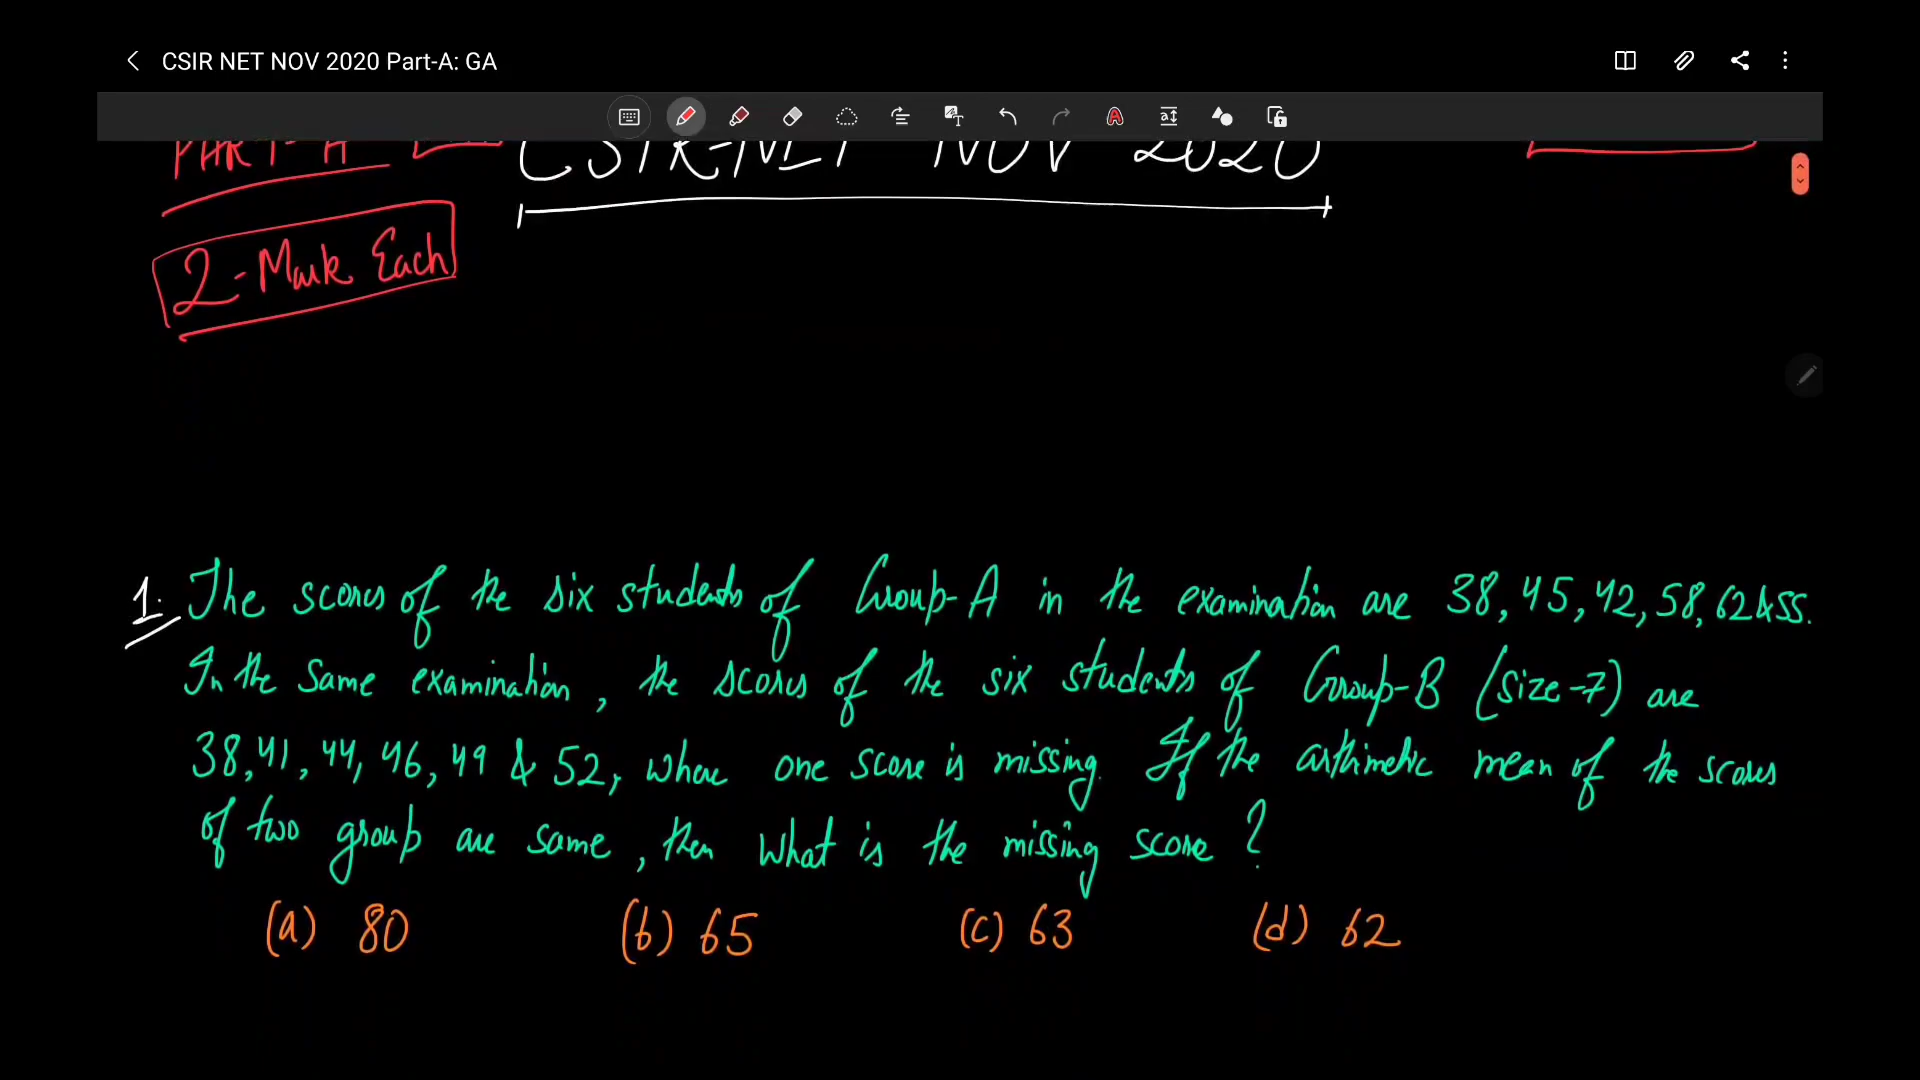 CSIR NET NOV 2020 Part-A: GA
PART-A
CSIR-NET NOV 2020
2-Mark Each
1. The scores of the six students of Group-A in the examination are 38, 45, 42, 58, 62 & 55.
In the same examination, the scores of the six students of Group-B (size-7) are
38, 41, 44, 46, 49 & 52, where one score is missing. If the arithmetic mean of the scores
of two group are same, then what is the missing score?
(a) 80 (b) 65 (c) 63 (d) 62